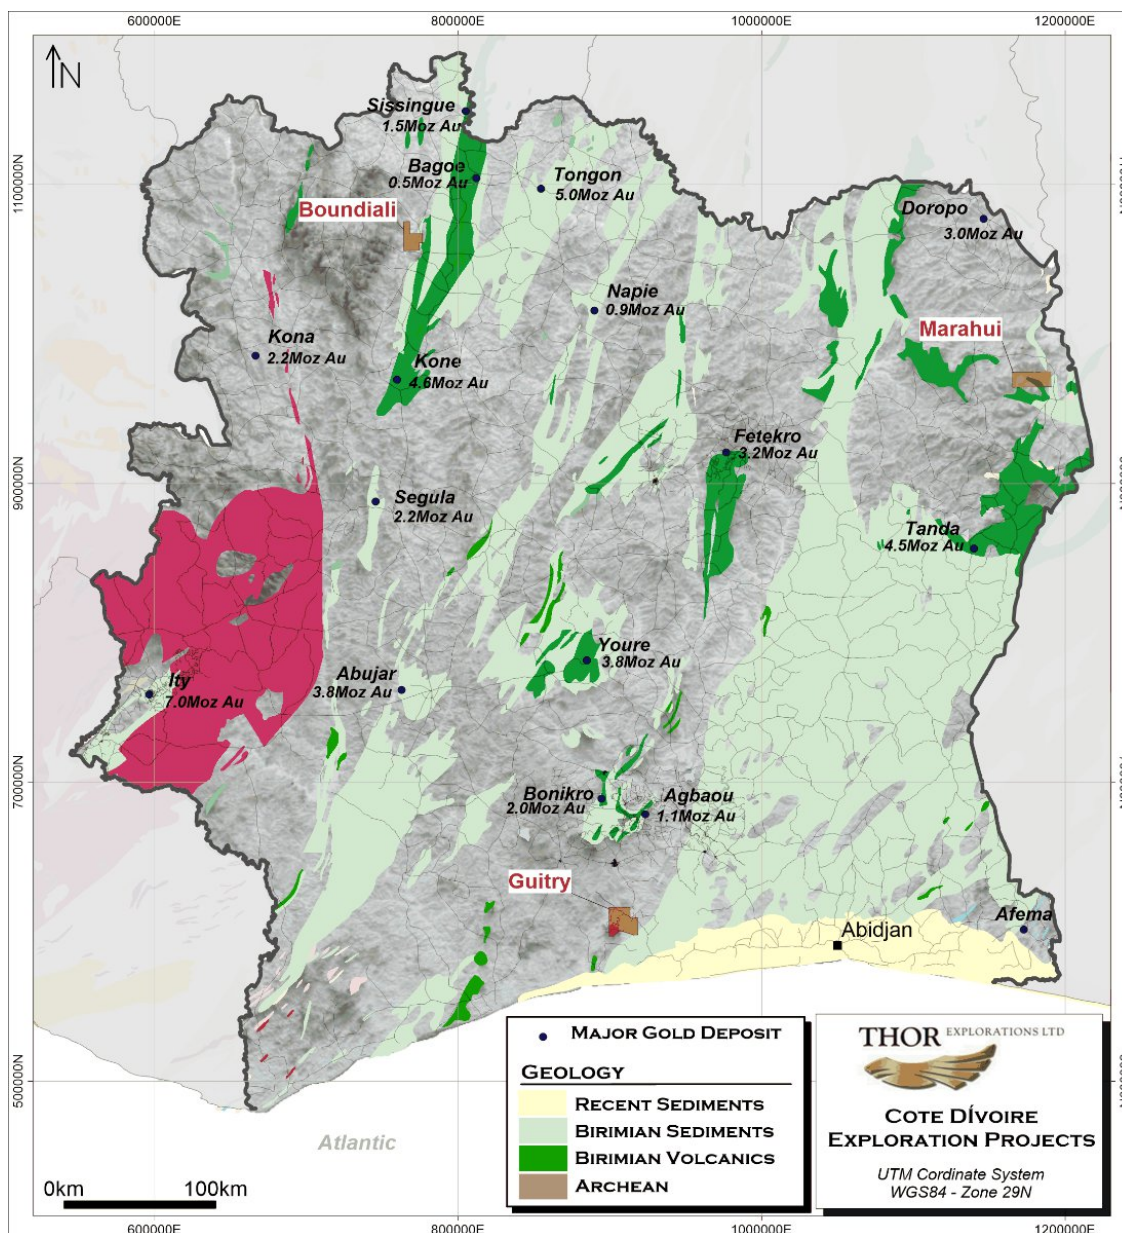 600000E
800000E
1000000E
1200000E
N
Sissingue
1.5Moz Au
Bagoe
0.5Moz Au
Tongon
5.0Moz Au
1100000N
1100000N
Boundiali
Doropo
3.0Moz Au
Napie
0.9Moz Au
Marahui
Kona
2.2Moz Au
Kone
4.6Moz Au
Fetekro
3.2Moz Au
900000N
Segula
2.2Moz Au
Tanda
4.5Moz Au
Youre
3.8Moz Au
Abujar
3.8Moz Au
Ity
7.0Moz Au
700000N
Bonikro
2.0Moz Au
Agbaou
1.1Moz Au
Guitry
Afema
Abidjan
500000N
Atlantic
0km
100km
MAJOR GOLD DEPOSIT
GEOLOGY
RECENT SEDIMENTS
BIRIMIAN SEDIMENTS
BIRIMIAN VOLCANICS
ARCHEAN
THOR EXPLORATIONS LTD
COTE DÍVOIRE
EXPLORATION PROJECTS
UTM Cordinate System
WGS84 - Zone 29N
600000E
800000E
1000000E
1200000E